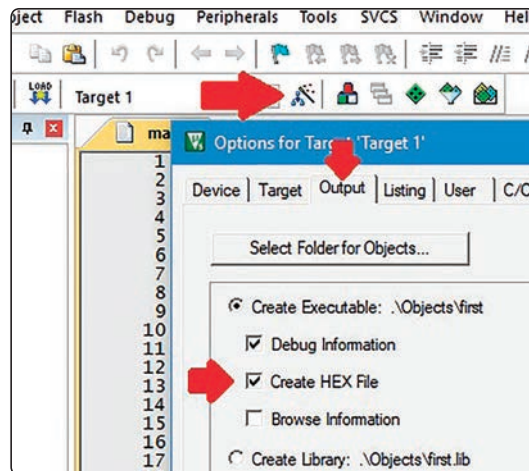 ject Flash Debug Peripherals Tools SVCS Window Hel
LOAD
Target 1
ma
Options for Target 'Target 1'
Device Target Output Listing User C/C
Select Folder for Objects...
Create Executable: .\Objects\first
Debug Information
Create HEX File
Browse Information
Create Library: .\Objects\first.lib
1
2
3
4
5
6
7
8
9
10
11
12
13
14
15
16
17